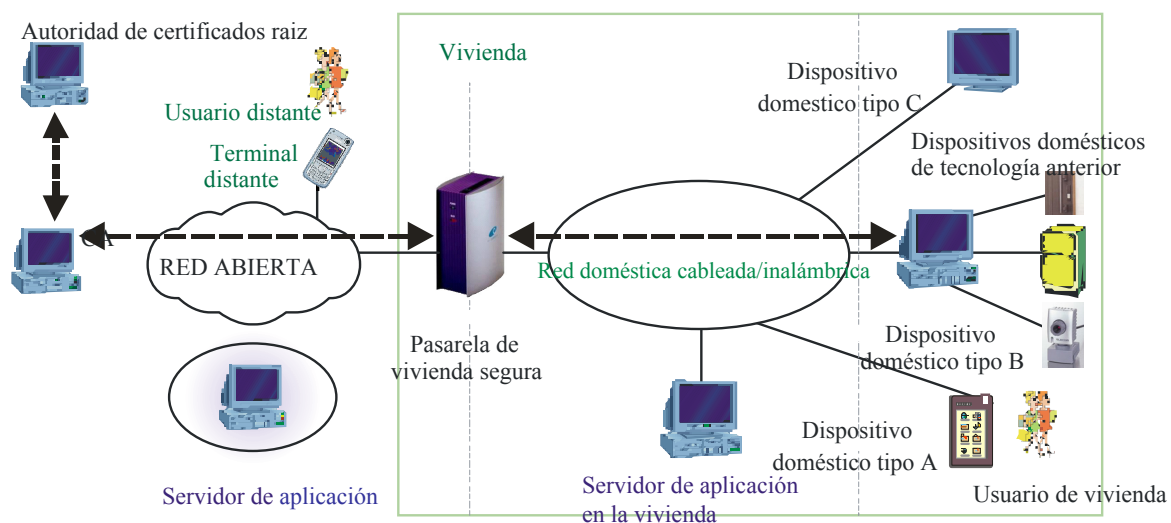 Autoridad de certificados raiz
Usuario distante
Terminal
distante
CA
RED ABIERTA
Servidor de aplicación
Vivienda
Pasarela de
vivienda segura
Red doméstica cableada/inalámbrica
Servidor de aplicación
en la vivienda
Dispositivo
domestico tipo C
Dispositivos domésticos
de tecnología anterior
Dispositivo
doméstico tipo B
Dispositivo
doméstico tipo A
Usuario de vivienda